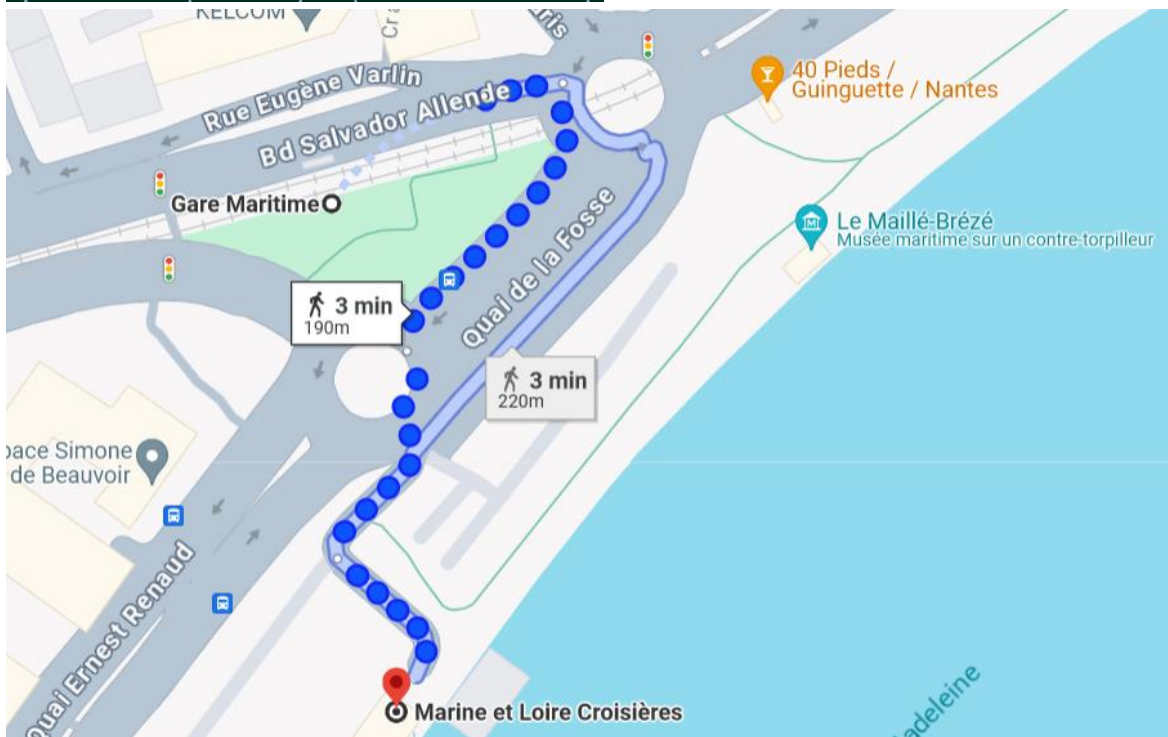 KELCOM
Rue Eugène Varlin
Bd Salvador Allende
40 Pieds /
Guinguette / Nantes
Gare Maritime
Le Maillé-Brézé
Musée maritime sur un contre-torpilleur
Quai de la Fosse
3 min
190m
3 min
220m
pace Simone
de Beauvoir
Quai Ernest Renaud
Marine et Loire Croisières
adeleine